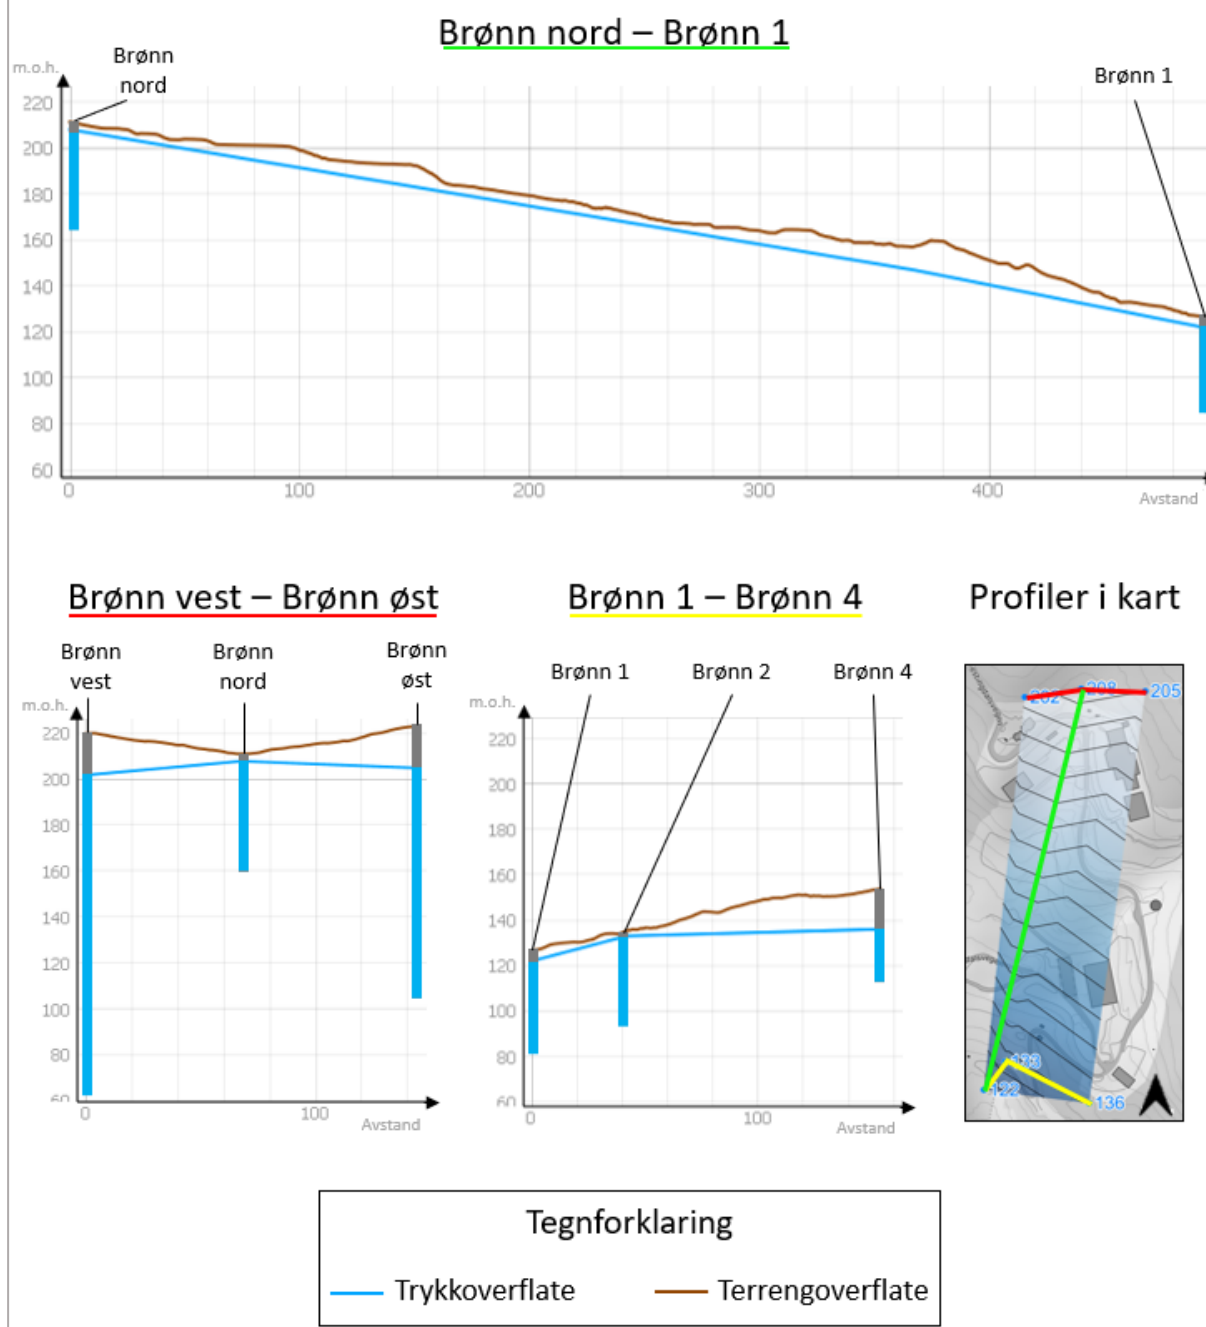 Brønn nord – Brønn 1
Brønn
nord
Brønn 1
m.o.h.
220
200
180
160
140
120
100
80
60
0
100
200
300
400
Avstand
Brønn vest – Brønn øst
Brønn
vest
Brønn
nord
Brønn
øst
m.o.h.
220
200
180
160
140
120
100
80
60
0
100
Avstand
Brønn 1 – Brønn 4
Brønn 1
Brønn 2
Brønn 4
m.o.h.
220
200
180
160
140
120
100
80
60
0
100
Avstand
Profiler i kart
202
208
205
133
122
136
Tegnforklaring
Trykkoverflate
Terrengoverflate